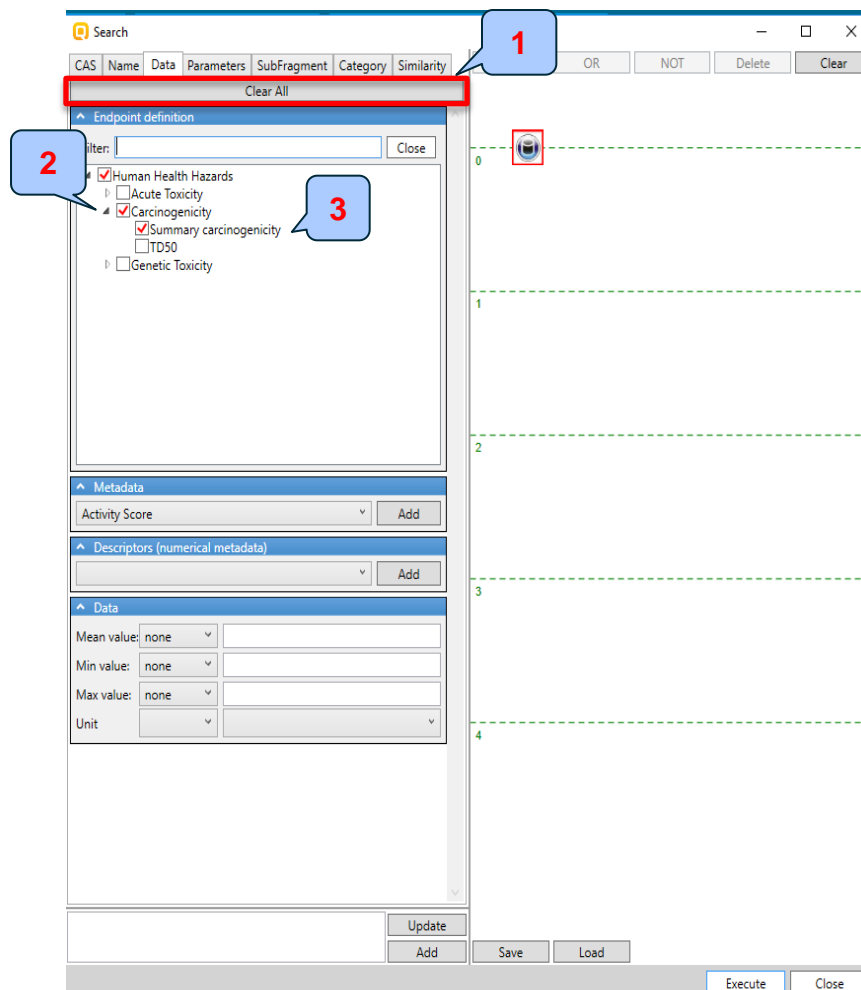 Search
1
CAS Name Data Parameters SubFragment Category Similarity
OR NOT Delete Clear
Clear All
Endpoint definition
Filter: Close
2
Human Health Hazards
Acute Toxicity
Carcinogenicity
3
Summary carcinogenicity
TD50
Genetic Toxicity
Metadata
Activity Score Add
Descriptors (numerical metadata)
Add
Data
Mean value: none
Min value: none
Max value: none
Unit
0
1
2
3
4
Update
Add
Save Load
Execute Close